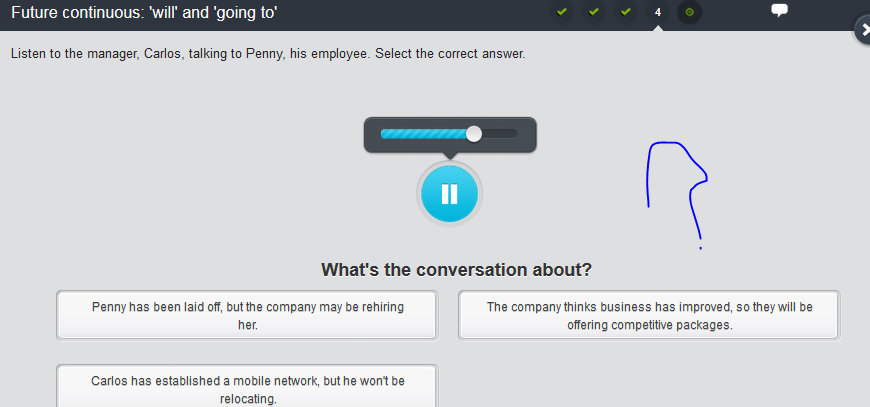 Future continuous: 'will' and 'going to'
4
Listen to the manager, Carlos, talking to Penny, his employee. Select the correct answer.
What's the conversation about?
Penny has been laid off, but the company may be rehiring
her.
The company thinks business has improved, so they will be
offering competitive packages.
Carlos has established a mobile network, but he won't be
relocating.